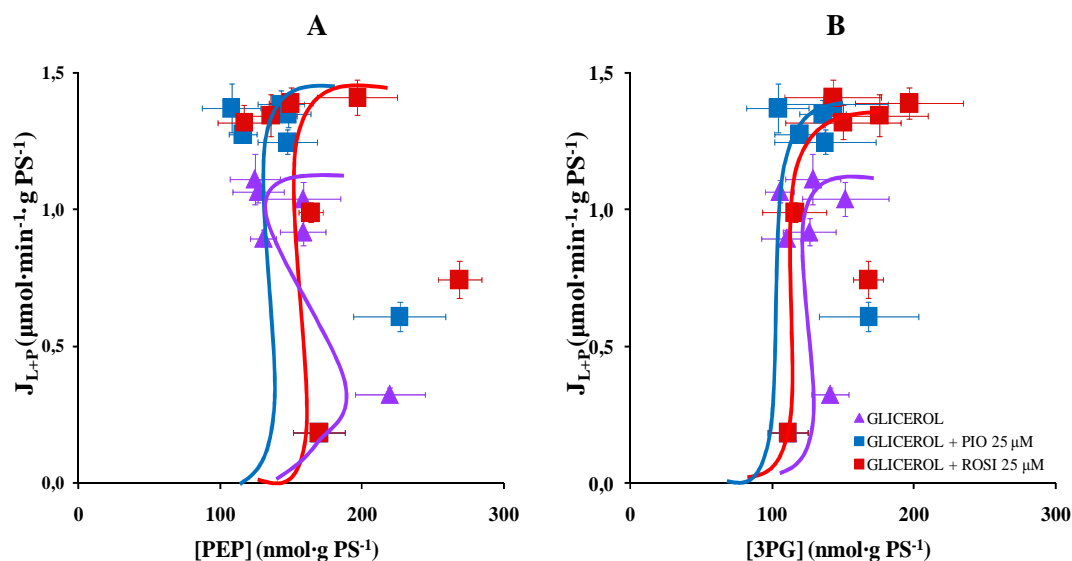 A
B
1,5
1,0
0,5
0,0
J L+P (µmol·min-1·g PS-1)
100
200
300
[PEP] (nmol·g PS-1)
1,5
1,0
0,5
0,0
J L+P (µmol·min-1·g PS-1)
GLICEROL
GLICEROL + PIO 25 µM
GLICEROL + ROSI 25 µM
0
100
200
300
[3PG] (nmol·g PS-1)